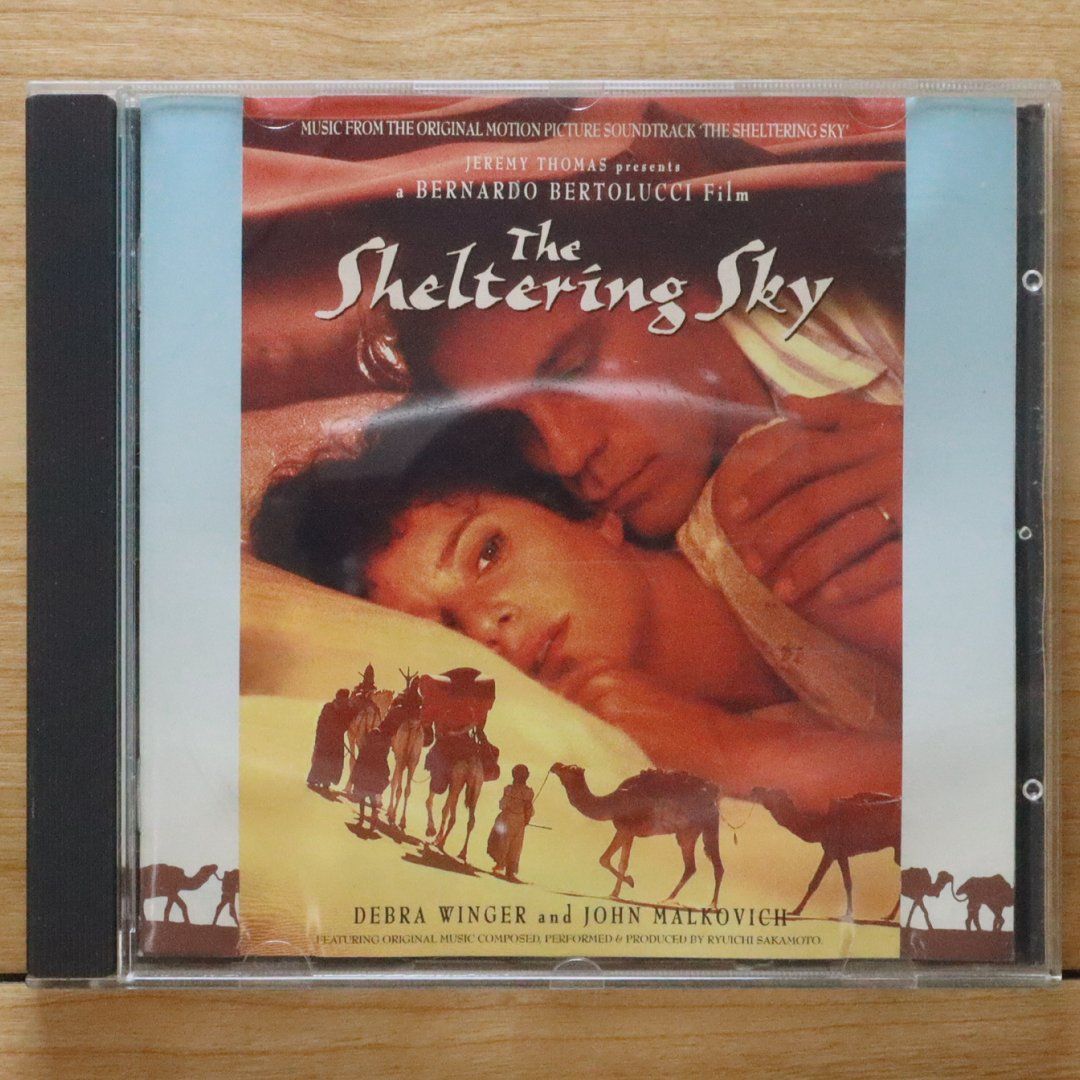 MUSIC FROM THE ORIGINAL MOTION PICTURE SOUNDTRACK 'THE SHELTERING SKY'
JEREMY THOMAS presents
a BERNARDO BERTOLUCCI Film
The
Sheltering Sky
DEBRA WINGER and JOHN MALKOVICH
FEATURING ORIGINAL MUSIC COMPOSED, PERFORMED & PRODUCED BY RYUICHI SAKAMOTO.